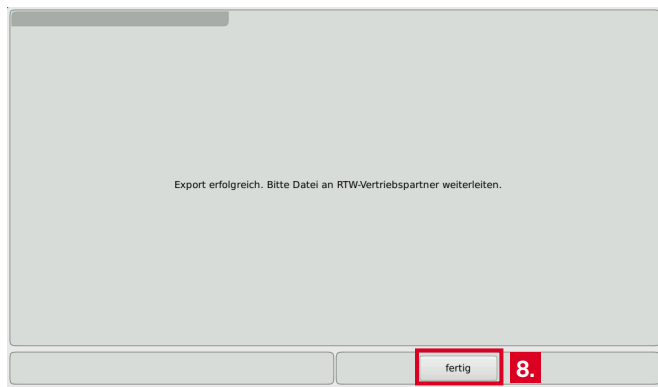 Export erfolgreich. Bitte Datei an RTW-Vertriebspartner weiterleiten.
fertig
8.